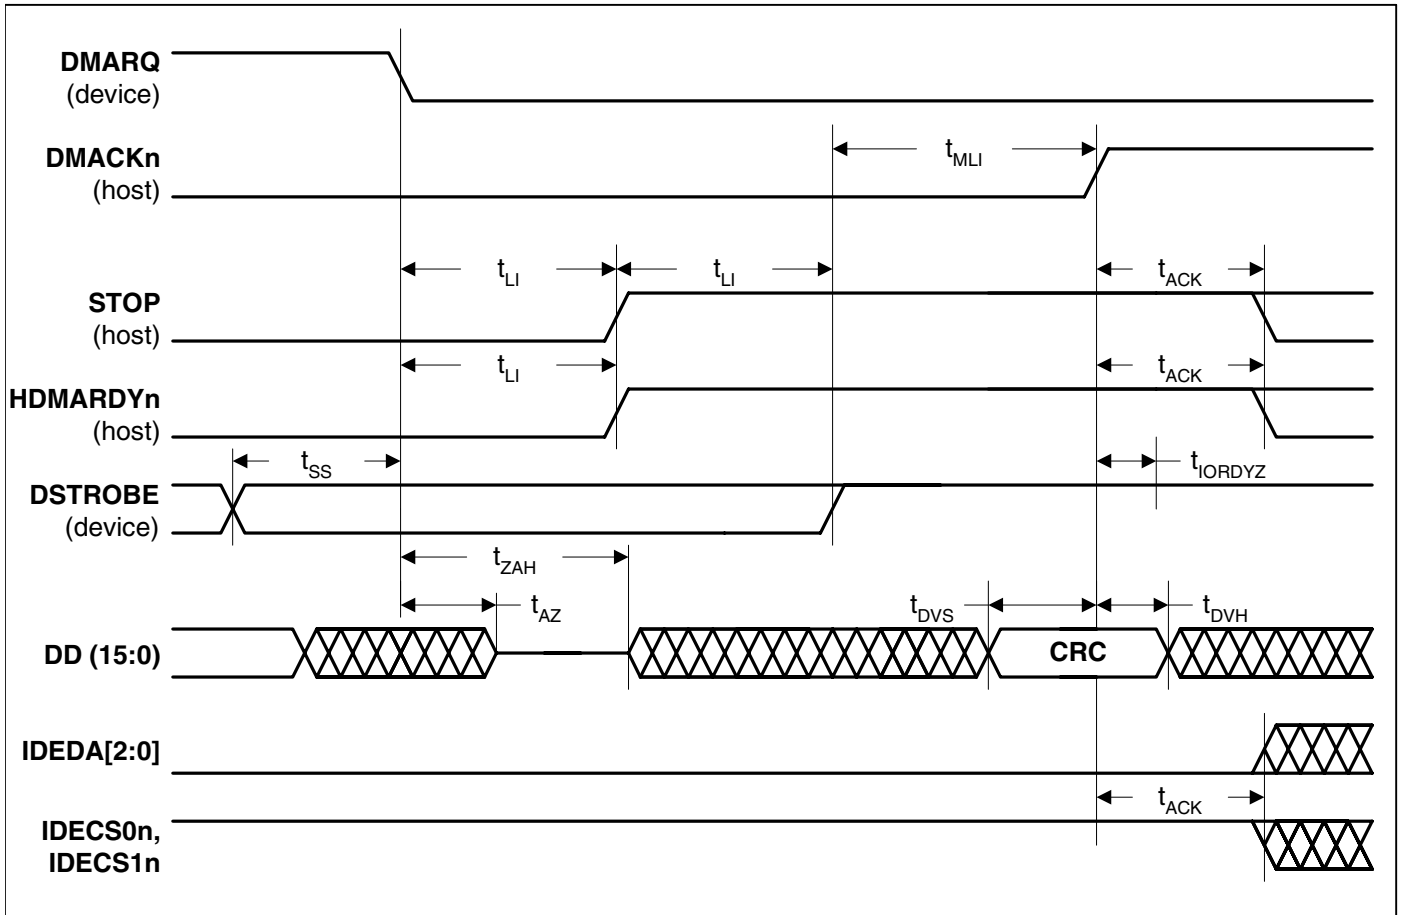 DMARQ
(device)
DMACKn
(host)
tMLI
tLI
tLI
tACK
STOP
(host)
tLI
tACK
HDMARDYn
(host)
tSS
tIORDYZ
DSTROBE
(device)
tZAH
tAZ
tDVS
tDVH
DD (15:0)
CRC
IDEDA[2:0]
tACK
IDECS0n,
IDECS1n